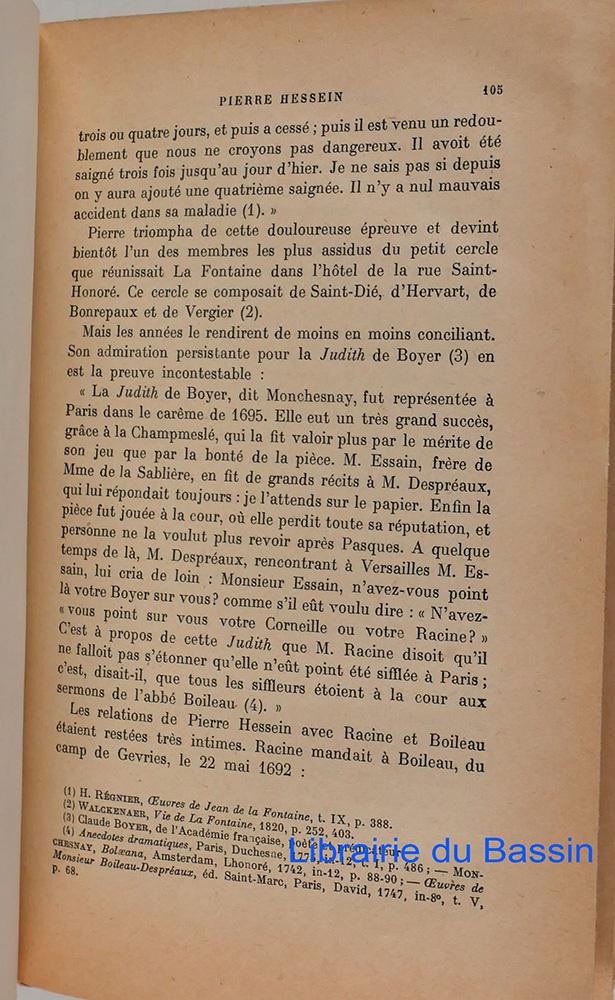 PIERRE HESSEIN 105
trois ou quatre jours, et puis a cessé ; puis il est venu un redou-
blement que nous ne croyons pas dangereux. Il avoit été
saigné trois fois jusqu'au jour d'hier. Je ne sais pas si depuis
on y aura ajouté une quatrième saignée. Il n'y a nul mauvais
accident dans sa maladie (1). »
Pierre triompha de cette douloureuse épreuve et devint
bientôt l'un des membres les plus assidus du petit cercle
que réunissait La Fontaine dans l'hôtel de la rue Saint-
Honoré. Ce cercle se composait de Saint-Dié, d'Hervart, de
Bonrepaux et de Vergier (2).
Mais les années le rendirent de moins en moins conciliant.
Son admiration persistante pour la Judith de Boyer (3) en
est la preuve incontestable :
« La Judith de Boyer, dit Monchesnay, fut représentée à
Paris dans le carême de 1695. Elle eut un très grand succès,
grâce à la Champmeslé, qui la fit valoir plus par le mérite de
son jeu que par la bonté de la pièce. M. Essain, frère de
Mme de la Sablière, en fit de grands récits à M. Despréaux,
qui lui répondait toujours : je l'attends sur le papier. Enfin la
pièce fut jouée à la cour, où elle perdit toute sa réputation, et
personne ne la voulut plus revoir après Pasques. A quelque
temps de là, M. Despréaux, rencontrant à Versailles M. Es-
sain, lui cria de loin : Monsieur Essain, n'avez-vous point
là votre Boyer sur vous? comme s'il eût voulu dire : « N'avez-
« vous point sur vous votre Corneille ou votre Racine? »
C'est à propos de cette Judith que M. Racine disoit qu'il
ne falloit pas s'étonner qu'elle n'eût point été sifflée à Paris ;
c'est, disait-il, que tous les siffleurs étoient à la cour aux
sermons de l'abbé Boileau (4). »
Les relations de Pierre Hessein avec Racine et Boileau
étaient restées très intimes. Racine mandait à Boileau, du
camp de Gevries, le 22 mai 1692 :
(1) H. RÉGNIER, Œuvres de Jean de la Fontaine, t. IX, p. 388.
(2) WALCKENAER, Vie de La Fontaine, 1820, p. 252, 403.
(3) Claude BOYER, de l'Académie française,
(4) Anecdotes dramatiques, Paris, Duchesne, p. 486 ; — MON-
CHESNAY, Bolæana, Amsterdam, Lhonoré, 1742, in-12, p. 88-90 ; — Œuvres de
Monsieur Boileau-Despréaux, éd. Saint-Marc, Paris, David, 1747, in-8°, t. V,
p. 68.
Librairie du Bassin